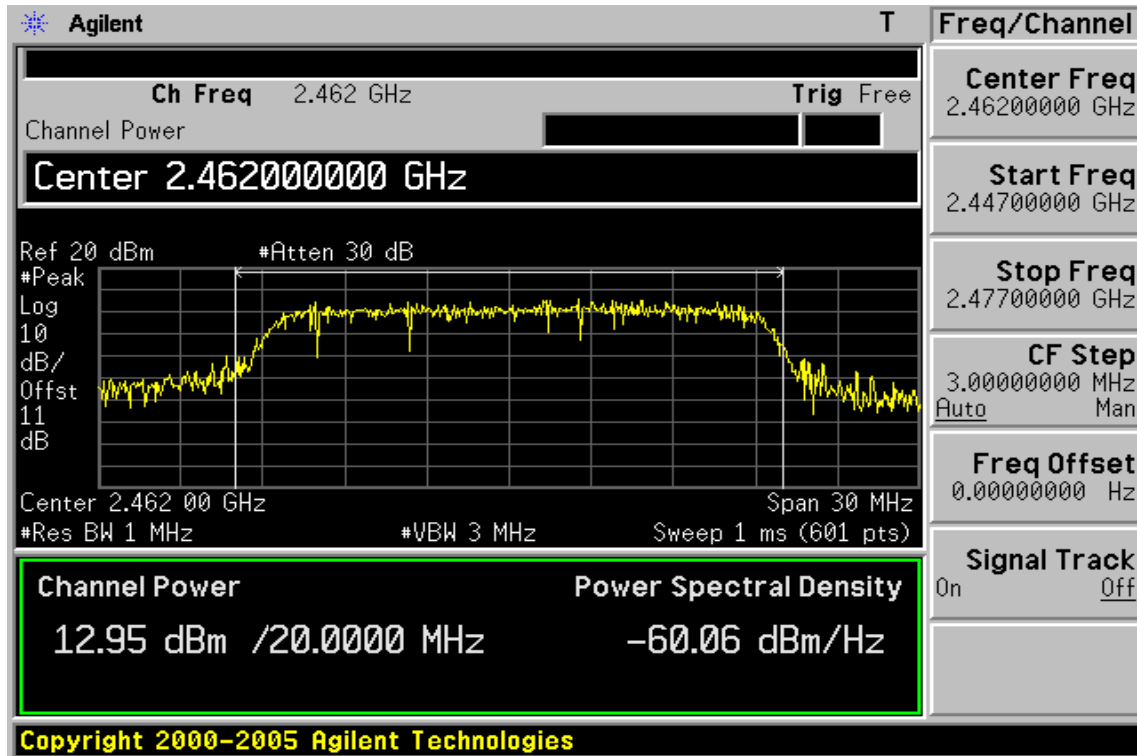 Agilent T Freq/Channel
Ch Freq 2.462 GHz Trig Free
Channel Power
Center 2.462000000 GHz
Ref 20 dBm #Atten 30 dB
#Peak
Log
10
dB/
Offst
11
dB
Center 2.462 00 GHz Span 30 MHz
#Res BW 1 MHz #VBW 3 MHz Sweep 1 ms (601 pts)
Channel Power Power Spectral Density
12.95 dBm /20.0000 MHz -60.06 dBm/Hz
Center Freq
2.46200000 GHz
Start Freq
2.44700000 GHz
Stop Freq
2.47700000 GHz
CF Step
3.00000000 MHz
Auto Man
Freq Offset
0.00000000 Hz
Signal Track
On Off
Copyright 2000-2005 Agilent Technologies